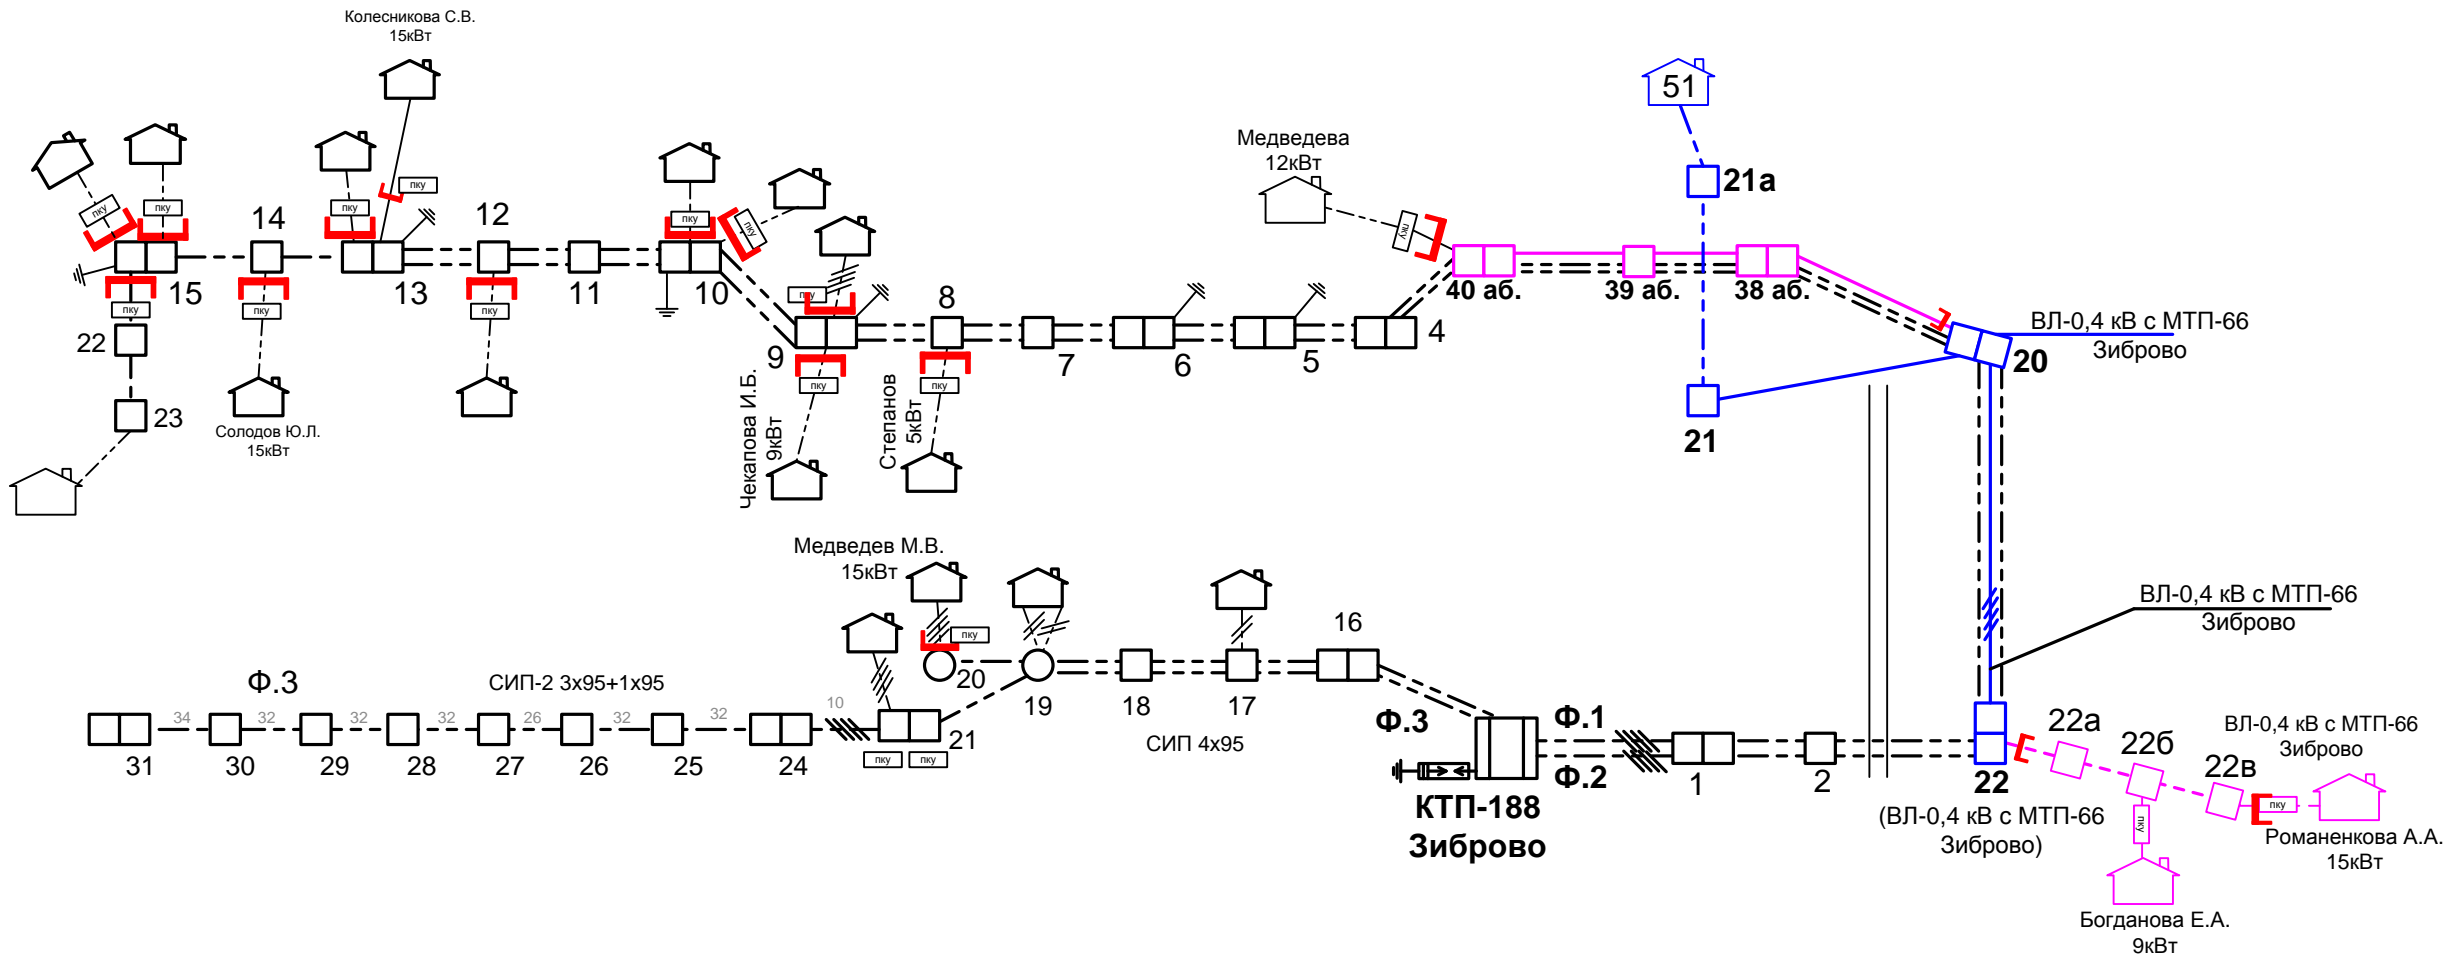 Колесникова С.В.
15кВт
51
Медведева
12кВт
21а
пку
пку
пку
пку
пку
пку
пку
14
12
15
13
11
10
40 аб.
39 аб.
38 аб.
пку
пку
пку
пку
8
22
9
7
6
5
4
ВЛ-0,4 кВ с МТП-66
Зиброво
20
пку
пку
23
Солодов Ю.Л.
15кВт
Чекапова И.Б.
9кВт
Степанов
5кВт
21
Медведев М.В.
15кВт
пку
16
ВЛ-0,4 кВ с МТП-66
Зиброво
Ф.3
СИП-2 3х95+1х95
20
19
18
17
34
32
32
32
26
32
32
10
Ф.3
Ф.1
СИП 4х95
21
пку
пку
31
30
29
28
27
26
25
24
Ф.2
1
2
22
22а
22б
22в
ВЛ-0,4 кВ с МТП-66
Зиброво
КТП-188
Зиброво
(ВЛ-0,4 кВ с МТП-66
Зиброво)
пку
пку
Романенкова А.А.
15кВт
Богданова Е.А.
9кВт